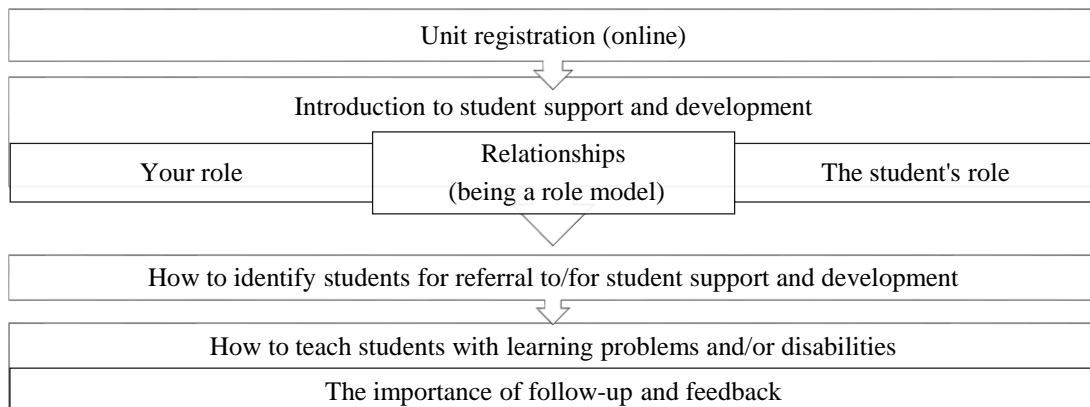 Unit registration (online)
Introduction to student support and development
Your role
Relationships
(being a role model)
The student's role
How to identify students for referral to/for student support and development
How to teach students with learning problems and/or disabilities
The importance of follow-up and feedback